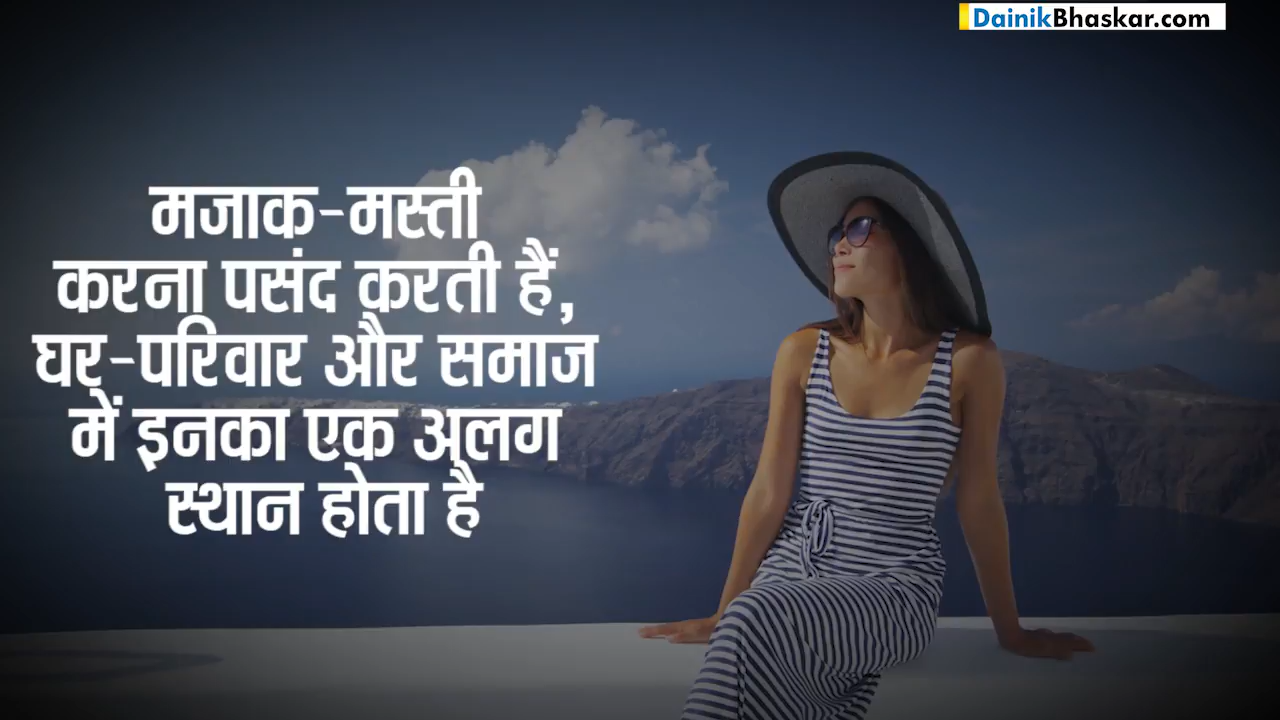 DainikBhaskar.com
मजाक-मस्ती
करना पसंद करती हैं,
घर-परिवार और समाज
में इनका एक अलग
स्थान होता है